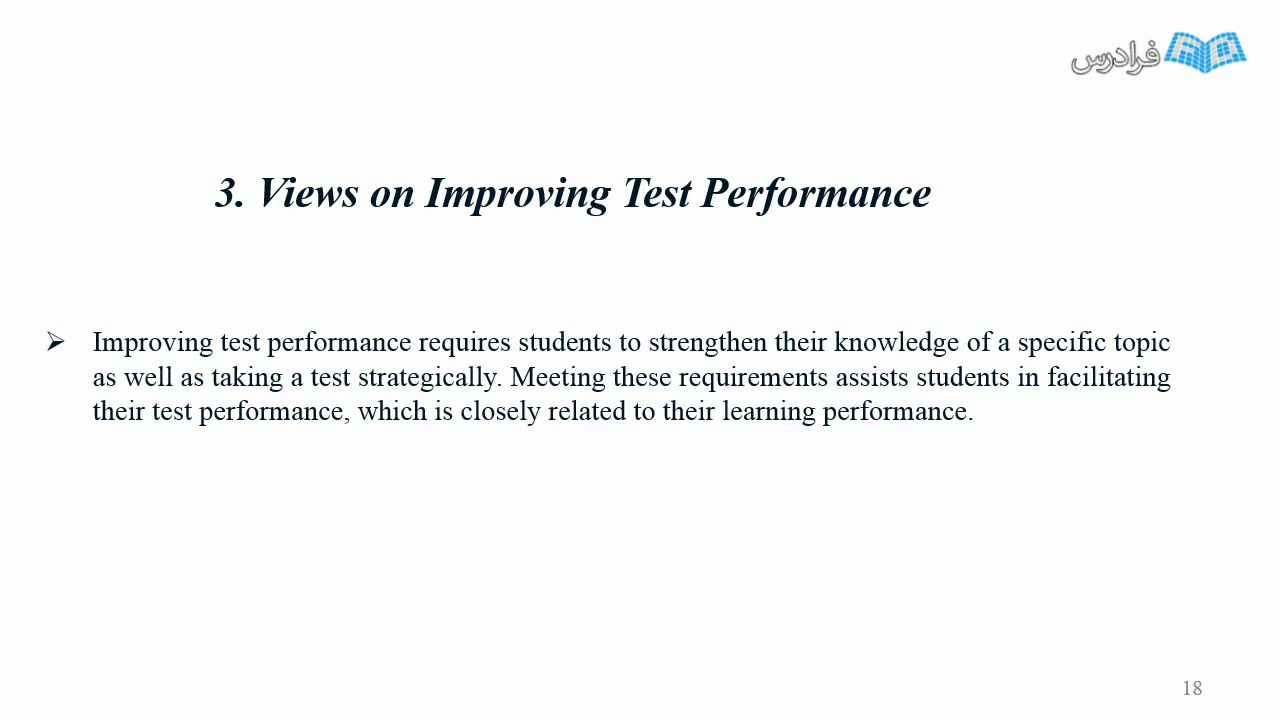 فرادرس
3. Views on Improving Test Performance
➢ Improving test performance requires students to strengthen their knowledge of a specific topic
as well as taking a test strategically. Meeting these requirements assists students in facilitating
their test performance, which is closely related to their learning performance.
18